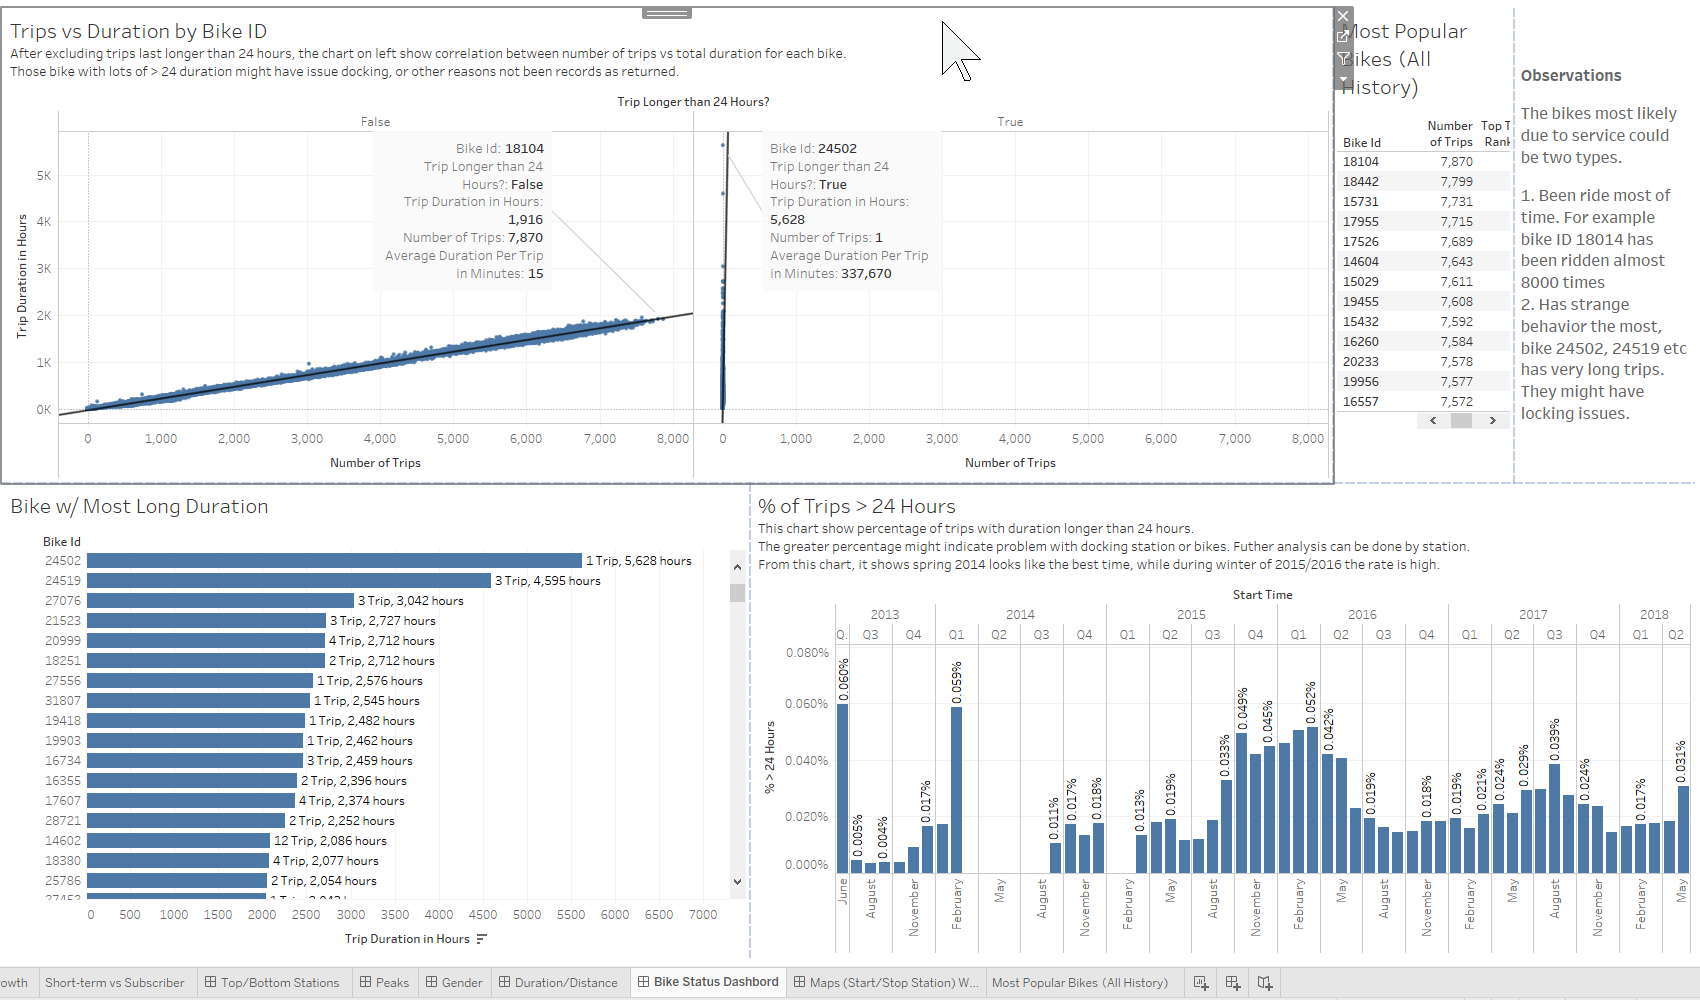 Trips vs Duration by Bike ID
After excluding trips last longer than 24 hours, the chart on left show correlation between number of trips vs total duration for each bike.
Those bike with lots of > 24 duration might have issue docking, or other reasons not been records as returned.
Trip Longer than 24 Hours?
False
True
Trip Duration in Hours
5K
4K
3K
2K
1K
0K
Bike Id: 18104
Trip Longer than 24
Hours?: False
Trip Duration in Hours:
1,916
Number of Trips: 7,870
Average Duration Per Trip
in Minutes: 15
Bike Id: 24502
Trip Longer than 24
Hours?: True
Trip Duration in Hours:
5,628
Number of Trips: 1
Average Duration Per Trip
in Minutes: 337,670
0 1,000 2,000 3,000 4,000 5,000 6,000 7,000 8,000
0 1,000 2,000 3,000 4,000 5,000 6,000 7,000 8,000
Number of Trips
Number of Trips
Most Popular
Bikes (All
History)
Number Top T
Bike Id of Trips Rank
18104 7,870
18442 7,799
15731 7,731
17955 7,715
17526 7,689
14604 7,643
15029 7,611
19455 7,608
15432 7,592
16260 7,584
20233 7,578
19956 7,577
16557 7,572
Observations
The bikes most likely
due to service could
be two types.
1. Been ride most of
time. For example
bike ID 18014 has
been ridden almost
8000 times
2. Has strange
behavior the most,
bike 24502, 24519 etc
has very long trips.
They might have
locking issues.
Bike w/ Most Long Duration
Bike Id
24502 1 Trip, 5,628 hours
24519 3 Trip, 4,595 hours
27076 3 Trip, 3,042 hours
21523 3 Trip, 2,727 hours
20999 4 Trip, 2,712 hours
18251 2 Trip, 2,712 hours
27556 1 Trip, 2,576 hours
31807 1 Trip, 2,545 hours
19418 1 Trip, 2,482 hours
19903 1 Trip, 2,462 hours
16734 3 Trip, 2,459 hours
16355 2 Trip, 2,396 hours
17607 4 Trip, 2,374 hours
28721 2 Trip, 2,252 hours
14602 12 Trip, 2,086 hours
18380 4 Trip, 2,077 hours
25786 2 Trip, 2,054 hours
0 500 1000 1500 2000 2500 3000 3500 4000 4500 5000 5500 6000 6500 7000
Trip Duration in Hours
% of Trips > 24 Hours
This chart show percentage of trips with duration longer than 24 hours.
The greater percentage might indicate problem with docking station or bikes. Futher analysis can be done by station.
From this chart, it shows spring 2014 looks like the best time, while during winter of 2015/2016 the rate is high.
Start Time
2013 2014 2015 2016 2017 2018
Q. Q3 Q4 Q1 Q2 Q3 Q4 Q1 Q2 Q3 Q4 Q1 Q2 Q3 Q4 Q1 Q2 Q3 Q4 Q1 Q2
% > 24 Hours
0.080%
0.060%
0.040%
0.020%
0.000%
0.060% 0.005% 0.004% 0.017% 0.059% 0.011% 0.017% 0.018% 0.013% 0.019% 0.033% 0.049% 0.045% 0.052% 0.042% 0.019% 0.018% 0.019% 0.021% 0.024% 0.029% 0.039% 0.024% 0.017% 0.031%
June August November February May August November February May August November February May August November February May August November February May
owth Short-term vs Subscriber Top/Bottom Stations Peaks Gender Duration/Distance Bike Status Dashbord Maps (Start/Stop Station) W... Most Popular Bikes (All History)